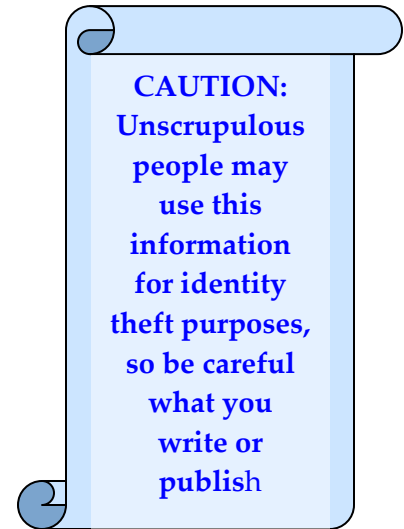 CAUTION:
Unscrupulous
people may
use this
information
for identity
theft purposes,
so be careful
what you
write or
publish